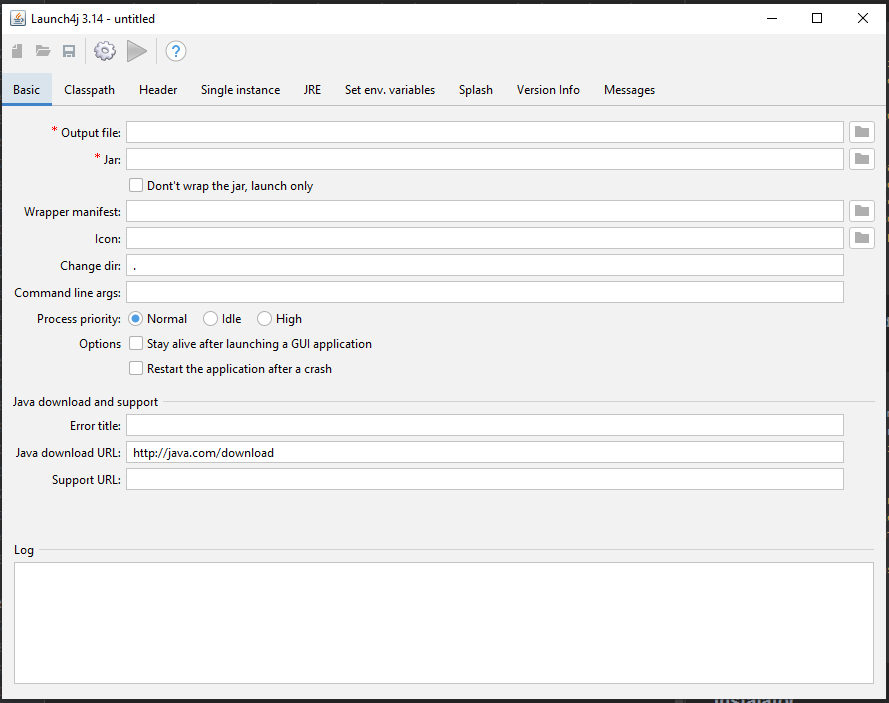 Launch4j 3.14 - untitled
?
Basic Classpath Header Single instance JRE Set env. variables Splash Version Info Messages
* Output file:
* Jar:
Dont't wrap the jar, launch only
Wrapper manifest:
Icon:
Change dir: .
Command line args:
Process priority: Normal Idle High
Options Stay alive after launching a GUI application
Restart the application after a crash
Java download and support
Error title:
Java download URL: http://java.com/download
Support URL:
Log